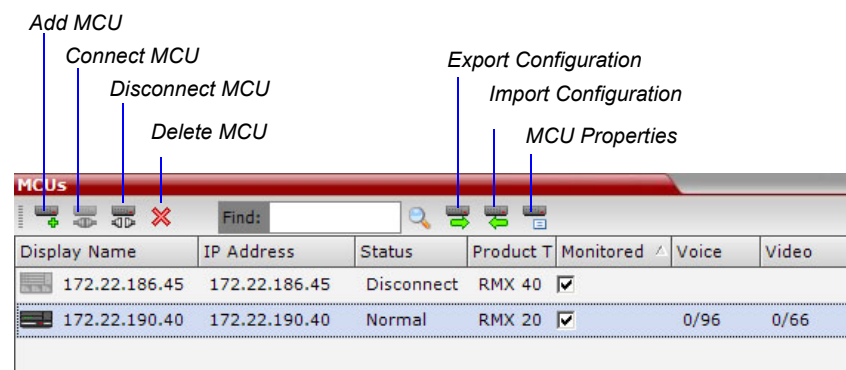 Add MCU
Connect MCU
Disconnect MCU
Delete MCU
Export Configuration
Import Configuration
MCU Properties
MCUs
Find:
Display Name IP Address Status Product T Monitored Voice Video
172.22.186.45 172.22.186.45 Disconnect RMX 40
172.22.190.40 172.22.190.40 Normal RMX 20 0/96 0/66